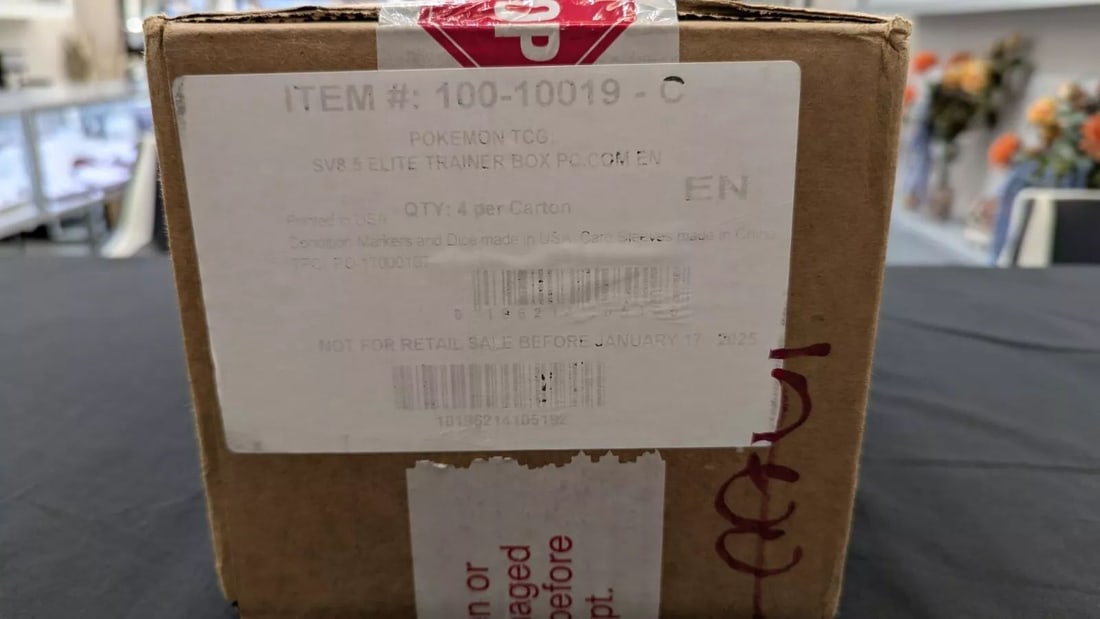 OP
ITEM #: 100-10019 - C
POKEMON TCG:
SV8.5 ELITE TRAINER BOX PC.COM EN
EN
QTY: 4 per Carton
Printed in USA
Condition Markers and Dice made in USA. Card Sleeves made in China
NOT FOR RETAIL SALE BEFORE JANUARY 17 2025
10196214105192
n or
naged
before
pt.